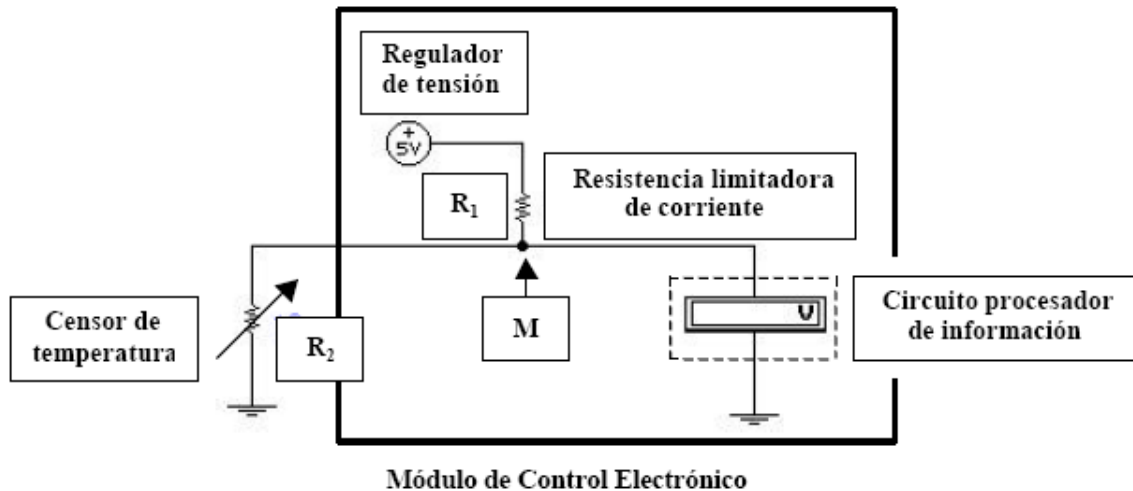 Regulador
de tensión
+
5V
R₁
Resistencia limitadora
de corriente
Censor de
temperatura
R₂
M
V
Circuito procesador
de información
Módulo de Control Electrónico